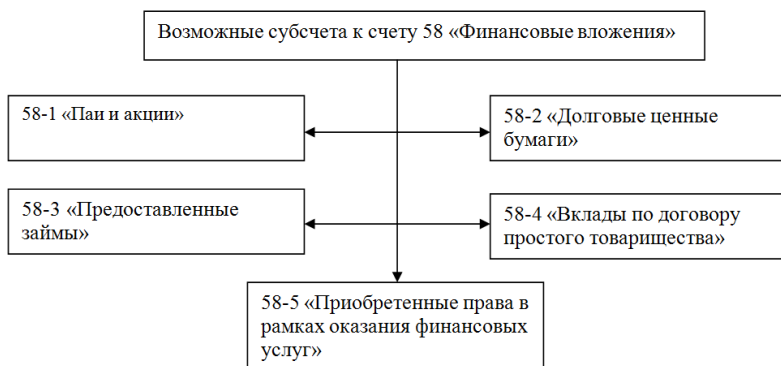 Возможные субсчета к счету 58 «Финансовые вложения»
58-1 «Паи и акции»
58-2 «Долговые ценные
бумаги»
58-3 «Предоставленные
займы»
58-4 «Вклады по договору
простого товарищества»
58-5 «Приобретенные права в
рамках оказания финансовых
услуг»